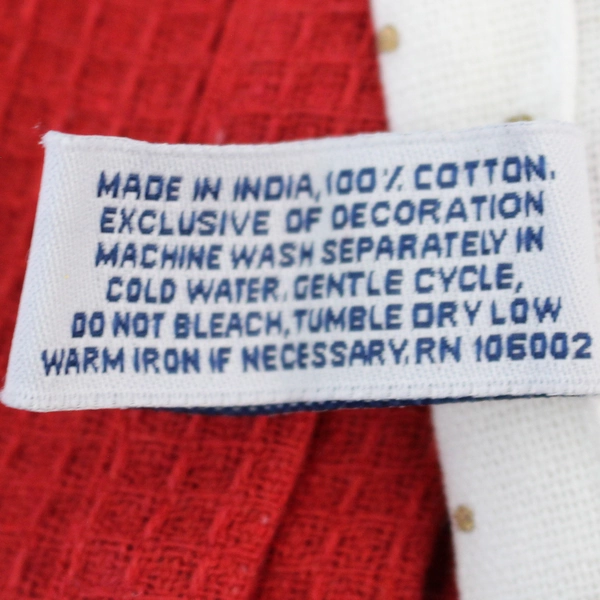 MADE IN INDIA, 100% COTTON.
EXCLUSIVE OF DECORATION
MACHINE WASH SEPARATELY IN
COLD WATER, GENTLE CYCLE,
DO NOT BLEACH, TUMBLE DRY LOW
WARM IRON IF NECESSARY. RN 106002